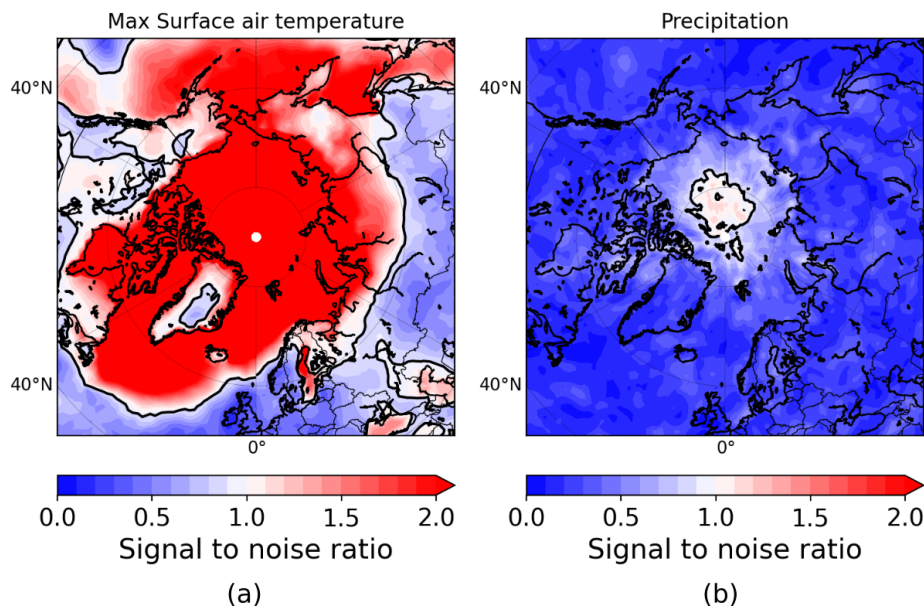 Max Surface air temperature
40°N
40°N
0°
0.0 0.5 1.0 1.5 2.0
Signal to noise ratio
(a)
Precipitation
40°N
40°N
0°
0.0 0.5 1.0 1.5 2.0
Signal to noise ratio
(b)